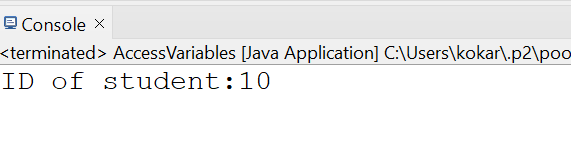 Console
<terminated> AccessVariables [Java Application] C:\Users\kokar\.p2\poo
ID of student:10